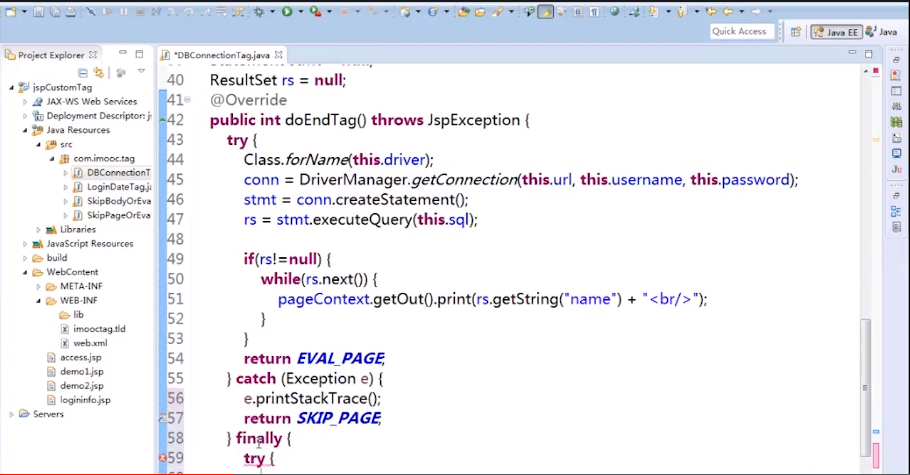 Quick Access
Java EE
Java
Project Explorer
*DBConnectionTag.java
jspCustomTag
JAX-WS Web Services
Deployment Descriptor: j
Java Resources
src
com.imooc.tag
DBConnectionT
LoginDateTag.ja
SkipBodyOrEva
SkipPageOrEva
Libraries
JavaScript Resources
build
WebContent
META-INF
WEB-INF
lib
imooctag.tld
web.xml
access.jsp
demo1.jsp
demo2.jsp
logininfo.jsp
Servers
40 ResultSet rs = null;
41 @Override
42 public int doEndTag() throws JspException {
43 try {
44 Class.forName(this.driver);
45 conn = DriverManager.getConnection(this.url, this.username, this.password);
46 stmt = conn.createStatement();
47 rs = stmt.executeQuery(this.sql);
48
49 if(rs!=null) {
50 while(rs.next()) {
51 pageContext.getOut().print(rs.getString("name") + "<br/>");
52 }
53 }
54 return EVAL_PAGE;
55 } catch (Exception e) {
56 e.printStackTrace();
57 return SKIP_PAGE;
58 } finally {
59 try {